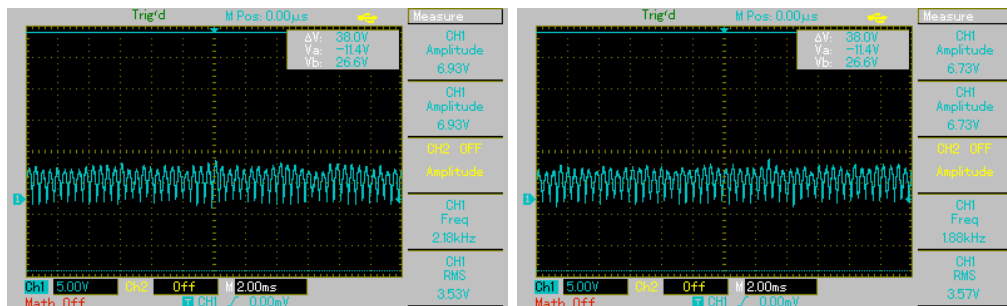 Trig'd M Pos: 0.00µs Measure
ΔV: 38.0V
Va: -11.4V
Vb: 26.6V
CH1
Amplitude
6.93V
CH1
Amplitude
6.93V
CH2 OFF
Amplitude
CH1
Freq
2.18kHz
CH1
RMS
3.53V
1
Ch1 5.00V Ch2 Off M 2.00ms
Math Off T CH1 0.00mV
Trig'd M Pos: 0.00µs Measure
ΔV: 38.0V
Va: -11.4V
Vb: 26.6V
CH1
Amplitude
6.73V
CH1
Amplitude
6.73V
CH2 OFF
Amplitude
CH1
Freq
1.88kHz
CH1
RMS
3.57V
1
Ch1 5.00V Ch2 Off M 2.00ms
Math Off T CH1 0.00mV